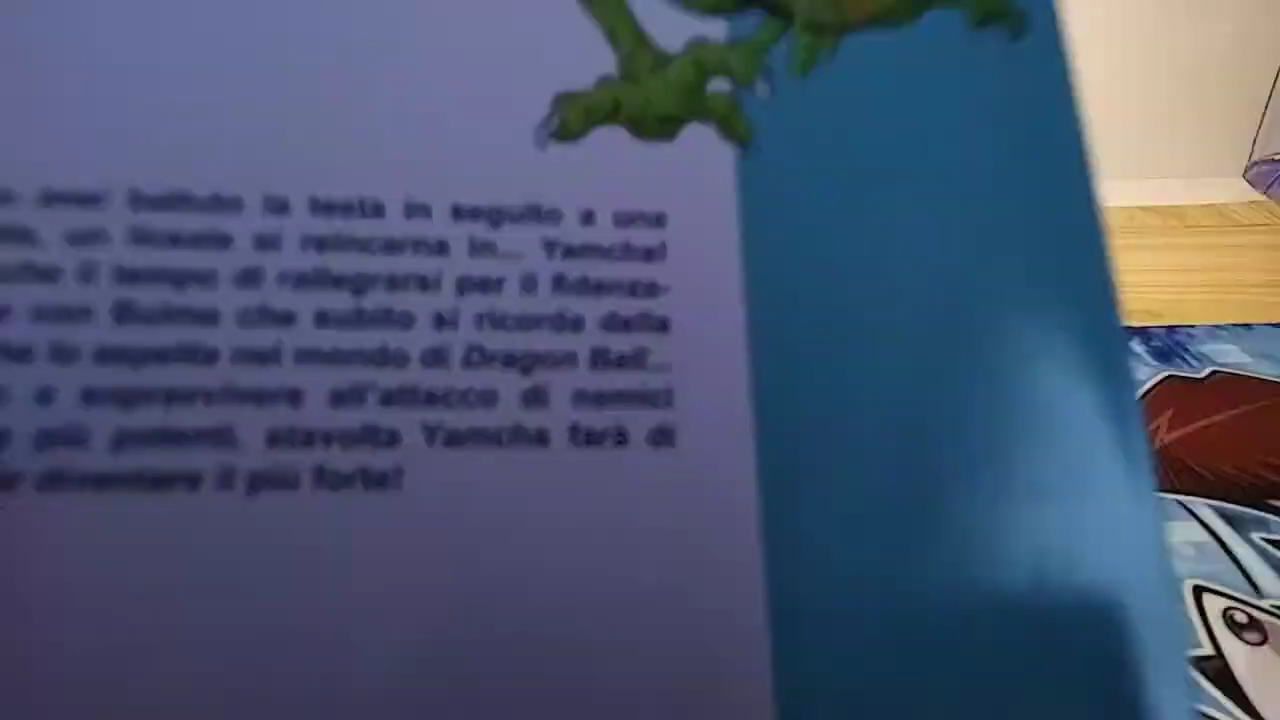 battuto la testa in seguito a una
un liceale si reincarna in... Yamcha!
il tempo di rallegrarsi per il fidanza-
con Bulma che subito si ricorda della
lo aspetta nel mondo di Dragon Ball...
a sopravvivere all'attacco di nemici
più potenti, stavolta Yamcha farà di
diventare il più forte!